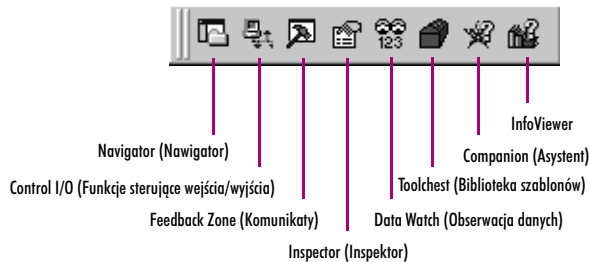 123
InfoViewer
Navigator (Nawigator)
Companion (Asystent)
Control I/O (Funkcje sterujące wejścia/wyjścia)
Toolchest (Biblioteka szablonów)
Feedback Zone (Komunikaty)
Data Watch (Obserwacja danych)
Inspector (Inspektor)